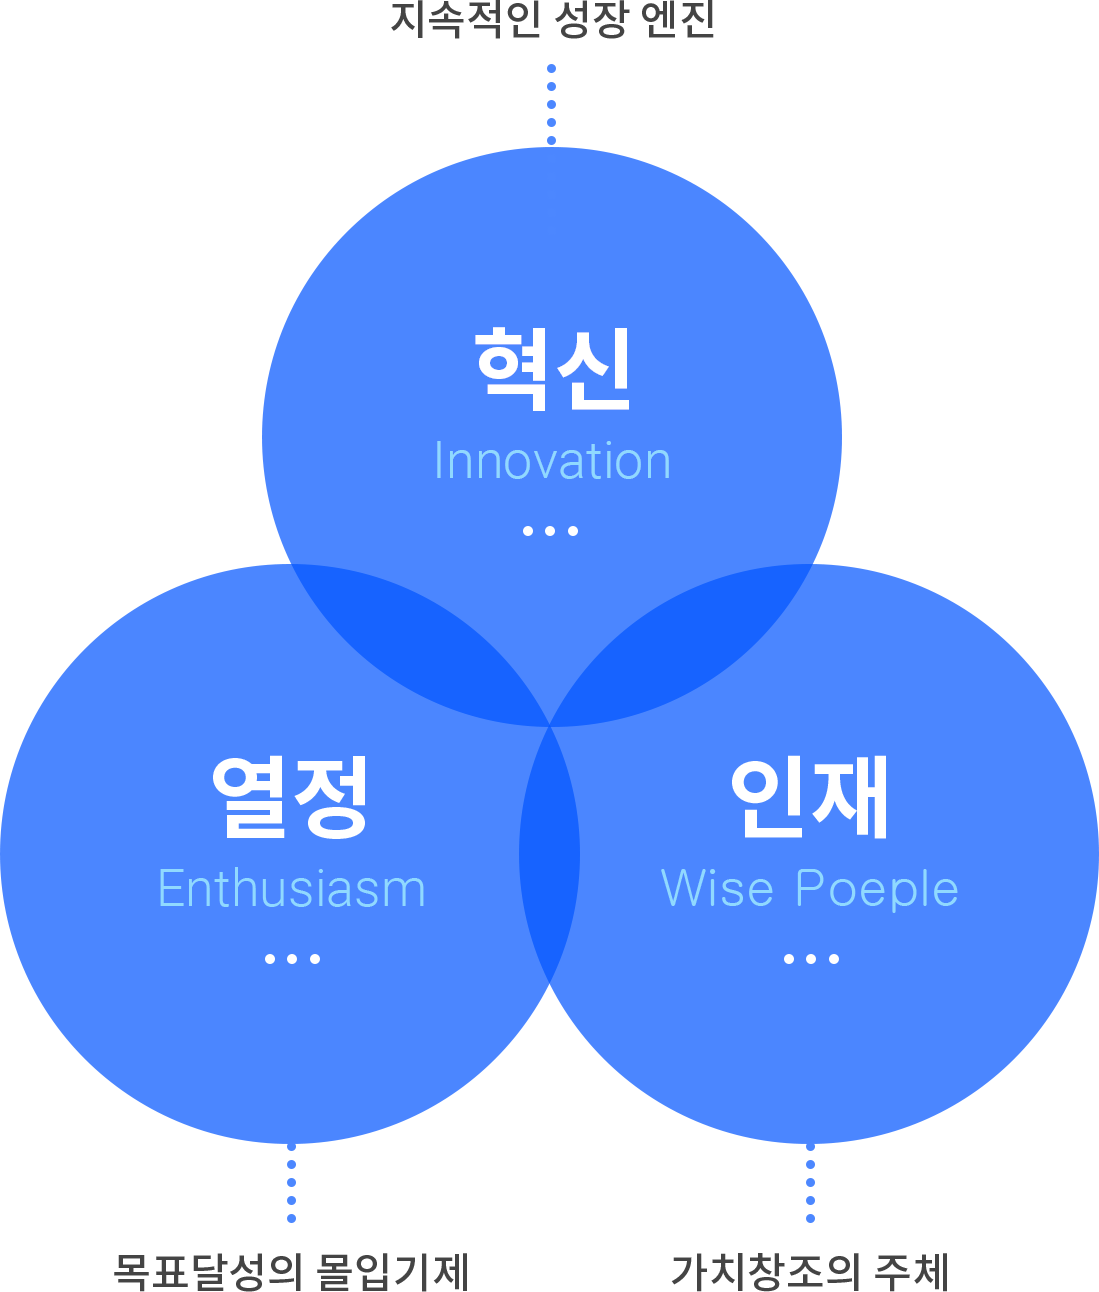 지속적인 성장 엔진
혁신
Innovation
열정
Enthusiasm
인재
Wise Poeple
목표달성의 몰입기제
가치창조의 주체